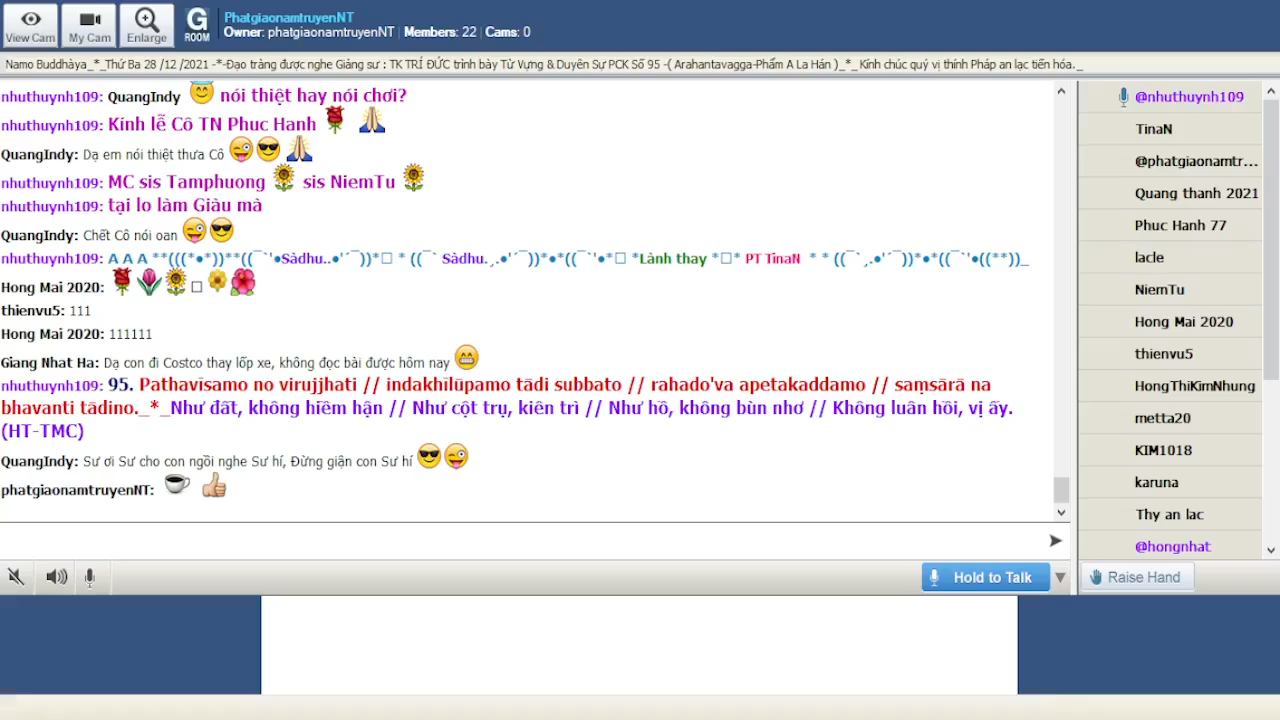 PhatgiaonamtruyenNT
Owner: phatgiaonamtruyenNT | Members: 22 | Cams: 0
View Cam
My Cam
Enlarge
G ROOM
Namo Buddhàya_*_Thứ Ba 28 /12 /2021 -*-Đạo tràng được nghe Giảng sư : TK TRÍ ĐỨC trình bày Từ Vựng & Duyên Sự PCK Số 95 -( Arahantavagga-Phẩm A La Hán )_*_ Kính chúc quý vị thính Pháp an lạc tiến hóa._
nhuthuynh109: QuangIndy nói thiệt hay nói chơi?
nhuthuynh109: Kính lễ Cô TN Phuc Hanh
QuangIndy: Dạ em nói thiệt thưa Cô
nhuthuynh109: MC sis Tamphuong sis NiemTu
nhuthuynh109: tại lo làm Giàu mà
QuangIndy: Chết Cô nói oan
nhuthuynh109: A A A **(((*•*))**((¯`'•Sàdhu..•'´¯))*□ * ((¯` Sàdhu.¸.•'´¯))*•*((¯`'•*□ *Lành thay *□* PT TinaN * * ((¯`¸.•'´¯))*•*((¯`'•((**))_
Hong Mai 2020: □
thienvu5: 111
Hong Mai 2020: 111111
Giang Nhat Ha: Dạ con đi Costco thay lốp xe, không đọc bài được hôm nay
nhuthuynh109: 95. Pathavīsamo no virujjhati // indakhīlūpamo tādi subbato // rahado'va apetakaddamo // saṃsārā na
bhavanti tādino._*_Như đất, không hiềm hận // Như cột trụ, kiên trì // Như hồ, không bùn nhơ // Không luân hồi, vị ấy.
(HT-TMC)
QuangIndy: Sư ơi Sư cho con ngồi nghe Sư hí, Đừng giận con Sư hí
phatgiaonamtruyenNT:
@nhuthuynh109
TinaN
@phatgiaonamtr...
Quang thanh 2021
Phuc Hanh 77
lacle
NiemTu
Hong Mai 2020
thienvu5
HongThiKimNhung
metta20
KIM1018
karuna
Thy an lac
@hongnhat
Hold to Talk
Raise Hand